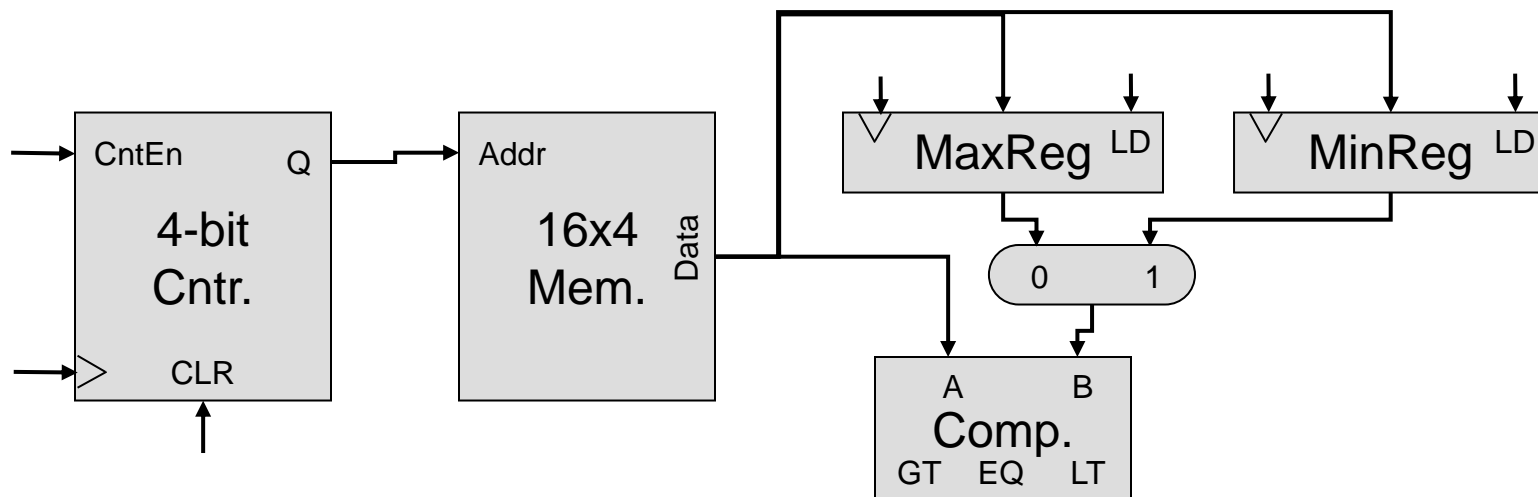 CntEn
Q
4-bit
Cntr.
CLR
Addr
16x4
Mem.
Data
MaxReg
LD
MinReg
LD
0
1
A
B
Comp.
GT
EQ
LT